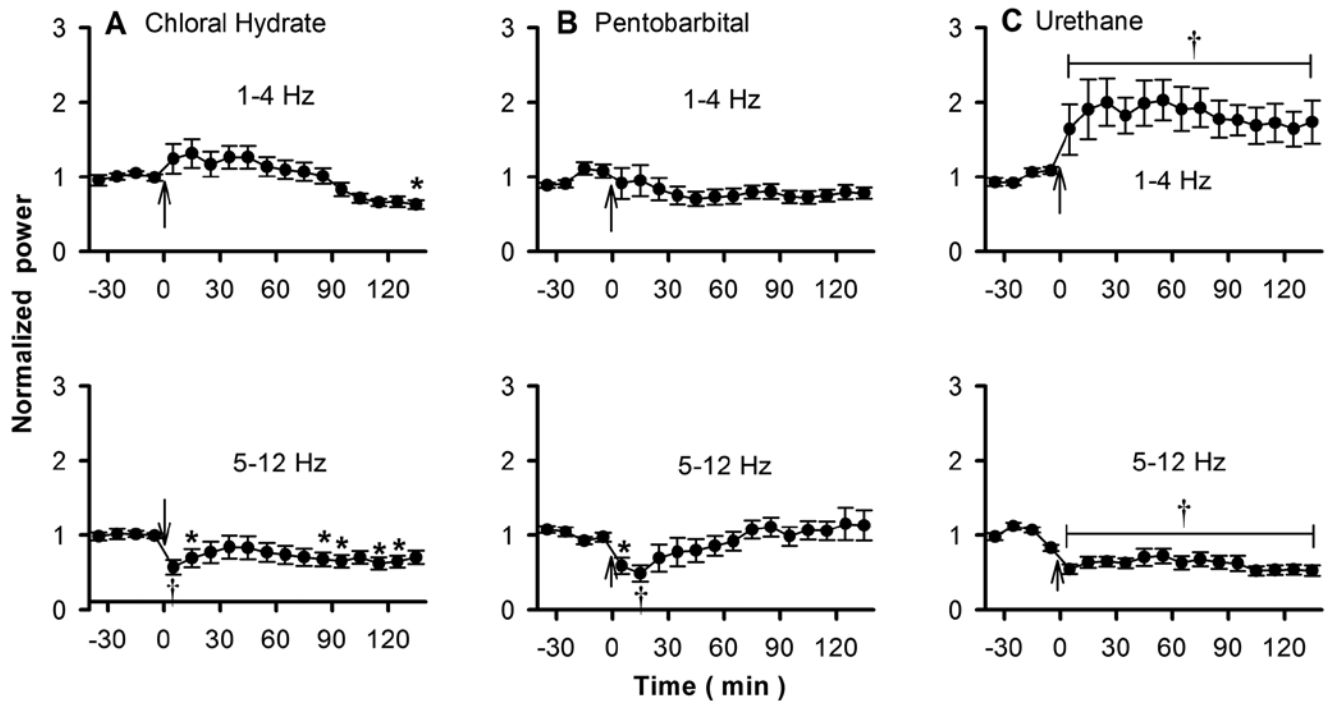 A Chloral Hydrate
B Pentobarbital
C Urethane
3
2
1
0
1-4 Hz
*
-30 0 30 60 90 120
3
2
1
0
1-4 Hz
-30 0 30 60 90 120
3
2
1
0
†
1-4 Hz
-30 0 30 60 90 120
Normalized power
3
2
1
0
5-12 Hz
* * * * *
†
-30 0 30 60 90 120
3
2
1
0
5-12 Hz
*
†
-30 0 30 60 90 120
3
2
1
0
5-12 Hz
†
-30 0 30 60 90 120
Time ( min )